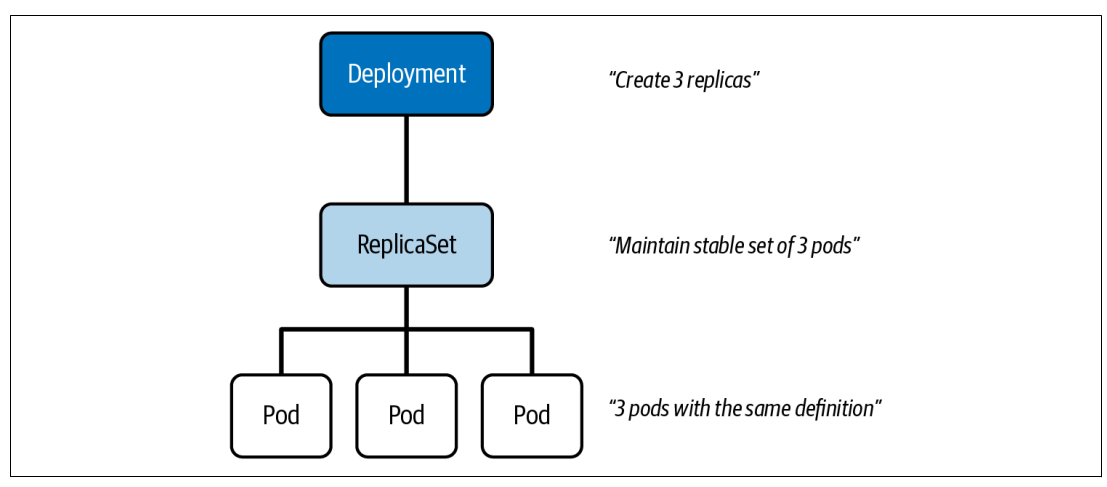 Deployment
“Create 3 replicas”
ReplicaSet
“Maintain stable set of 3 pods”
Pod
Pod
Pod
“3 pods with the same definition”